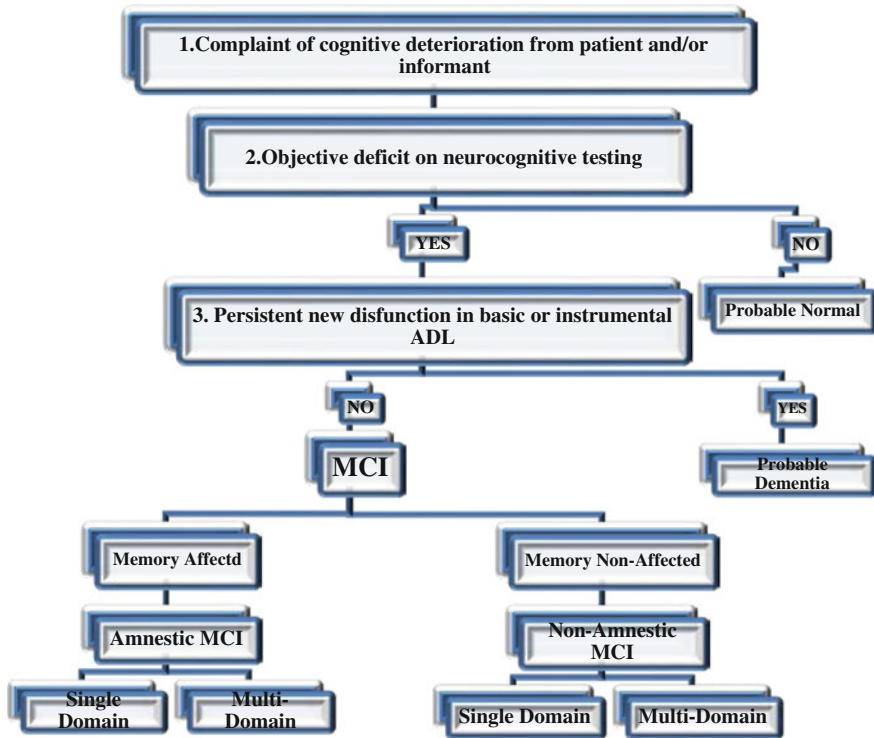 1.Complaint of cognitive deterioration from patient and/or
informant
2.Objective deficit on neurocognitive testing
YES
NO
3. Persistent new disfunction in basic or instrumental
ADL
Probable Normal
NO
YES
MCI
Probable
Dementia
Memory Affectd
Memory Non-Affected
Amnestic MCI
Non-Amnestic
MCI
Single
Domain
Multi-
Domain
Single Domain
Multi-Domain